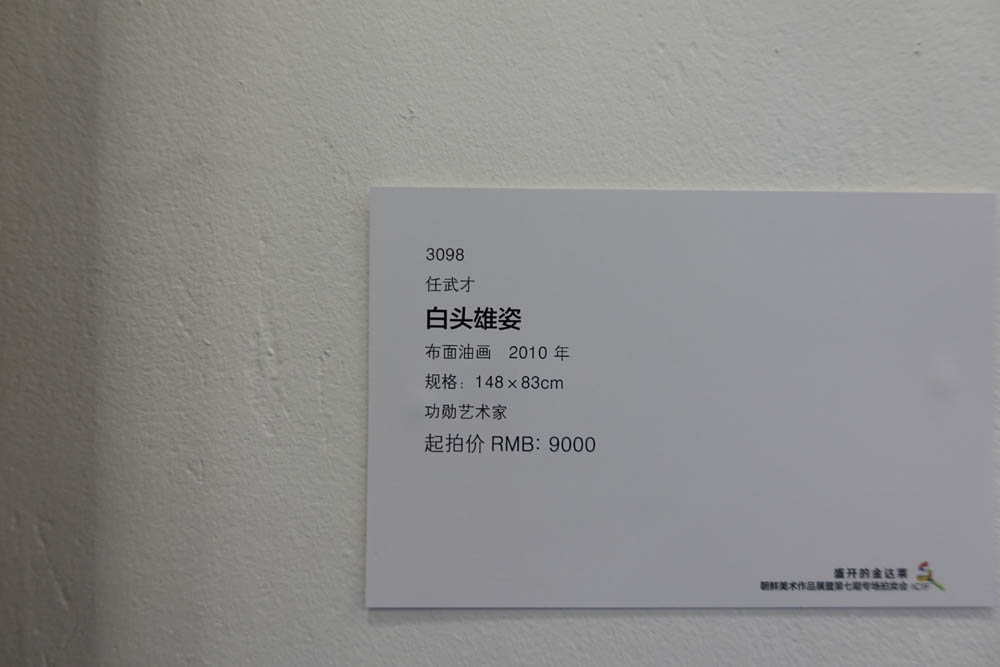 3098
任武才
白头雄姿
布面油画 2010 年
规格：148×83cm
功勋艺术家
起拍价 RMB：9000
盛开的金达莱
朝鲜美术作品展暨第七期专场拍卖会